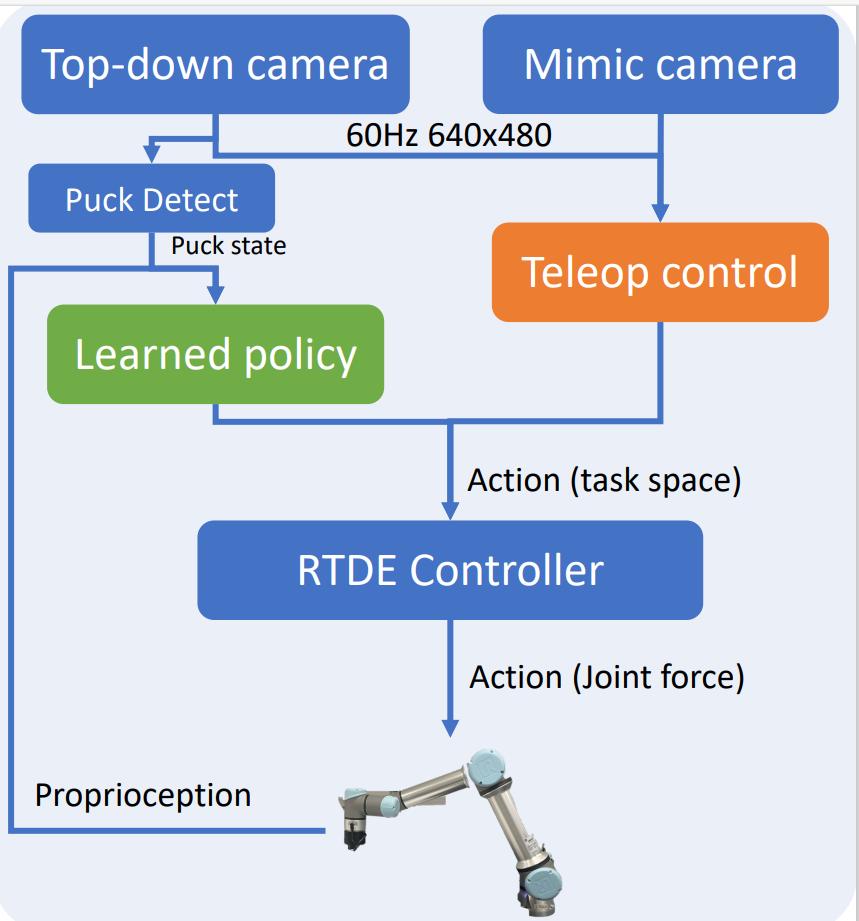 Top-down camera
Mimic camera
60Hz 640x480
Puck Detect
Puck state
Teleop control
Learned policy
Action (task space)
RTDE Controller
Action (Joint force)
Proprioception